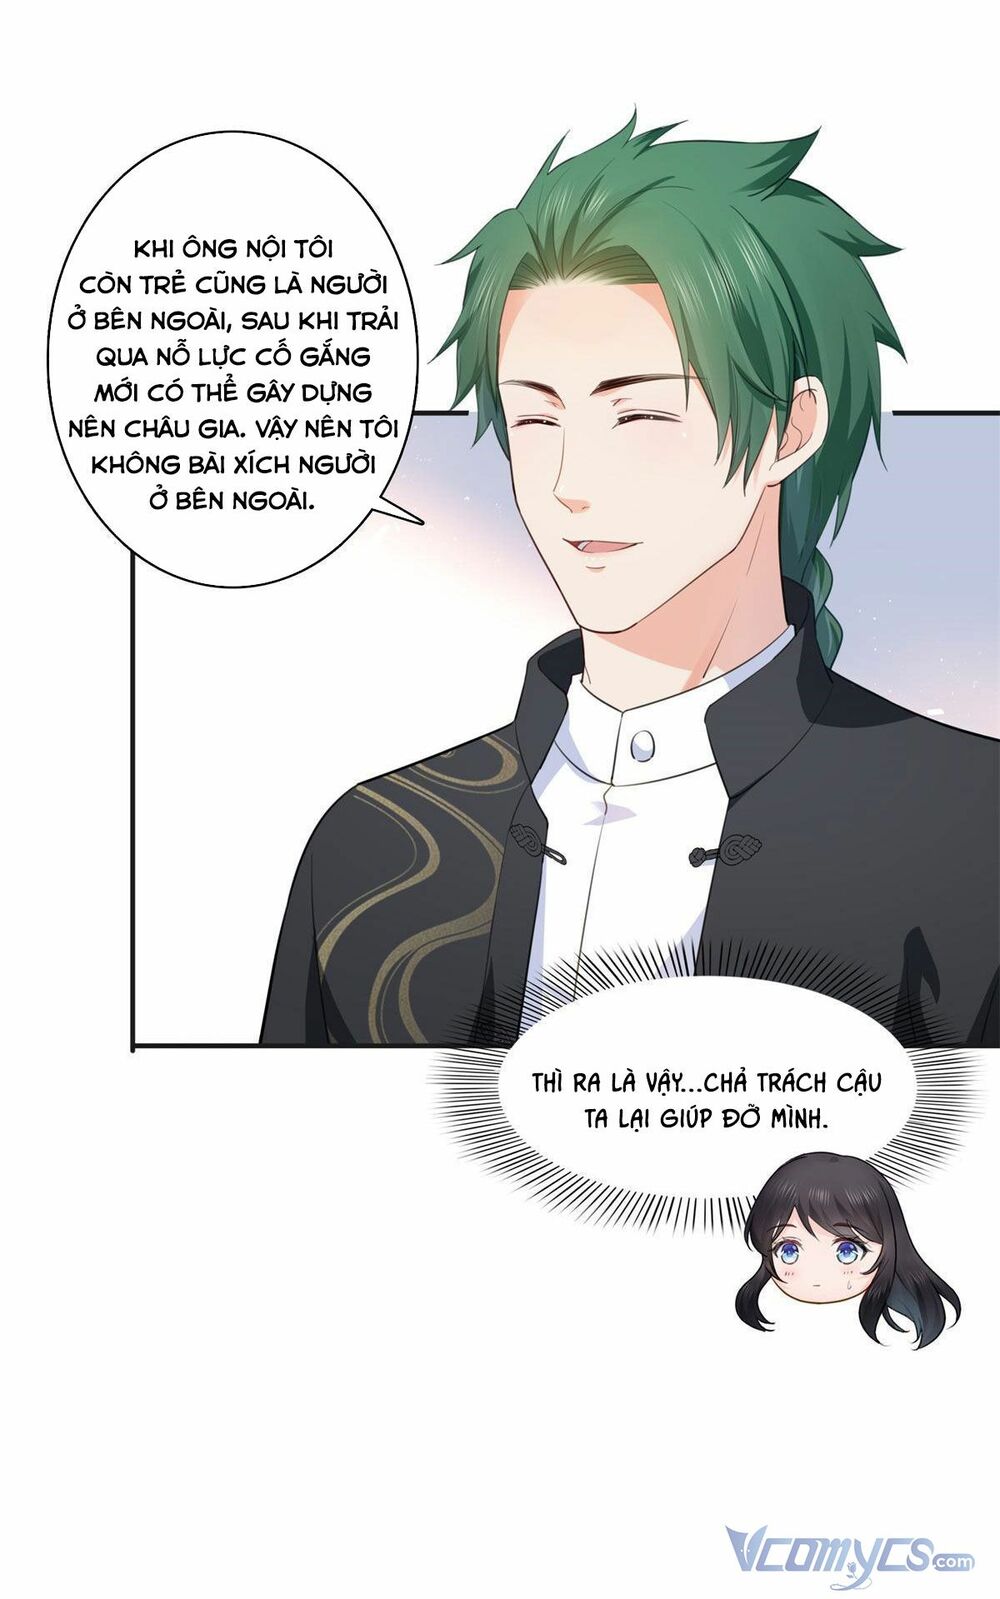 KHI ÔNG NỘI TÔI
CÒN TRẺ CŨNG LÀ NGƯỜI
Ở BÊN NGOÀI, SAU KHI TRẢI
QUA NỖ LỰC CỐ GẮNG
MỚI CÓ THỂ GÂY DỰNG
NÊN CHÂU GIA. VẬY NÊN TÔI
KHÔNG BÀI XÍCH NGƯỜI
Ở BÊN NGOÀI.
THÌ RA LÀ VẬY...CHẢ TRÁCH CẬU
TA LẠI GIÚP ĐỠ MÌNH.
VCOMYCS.com